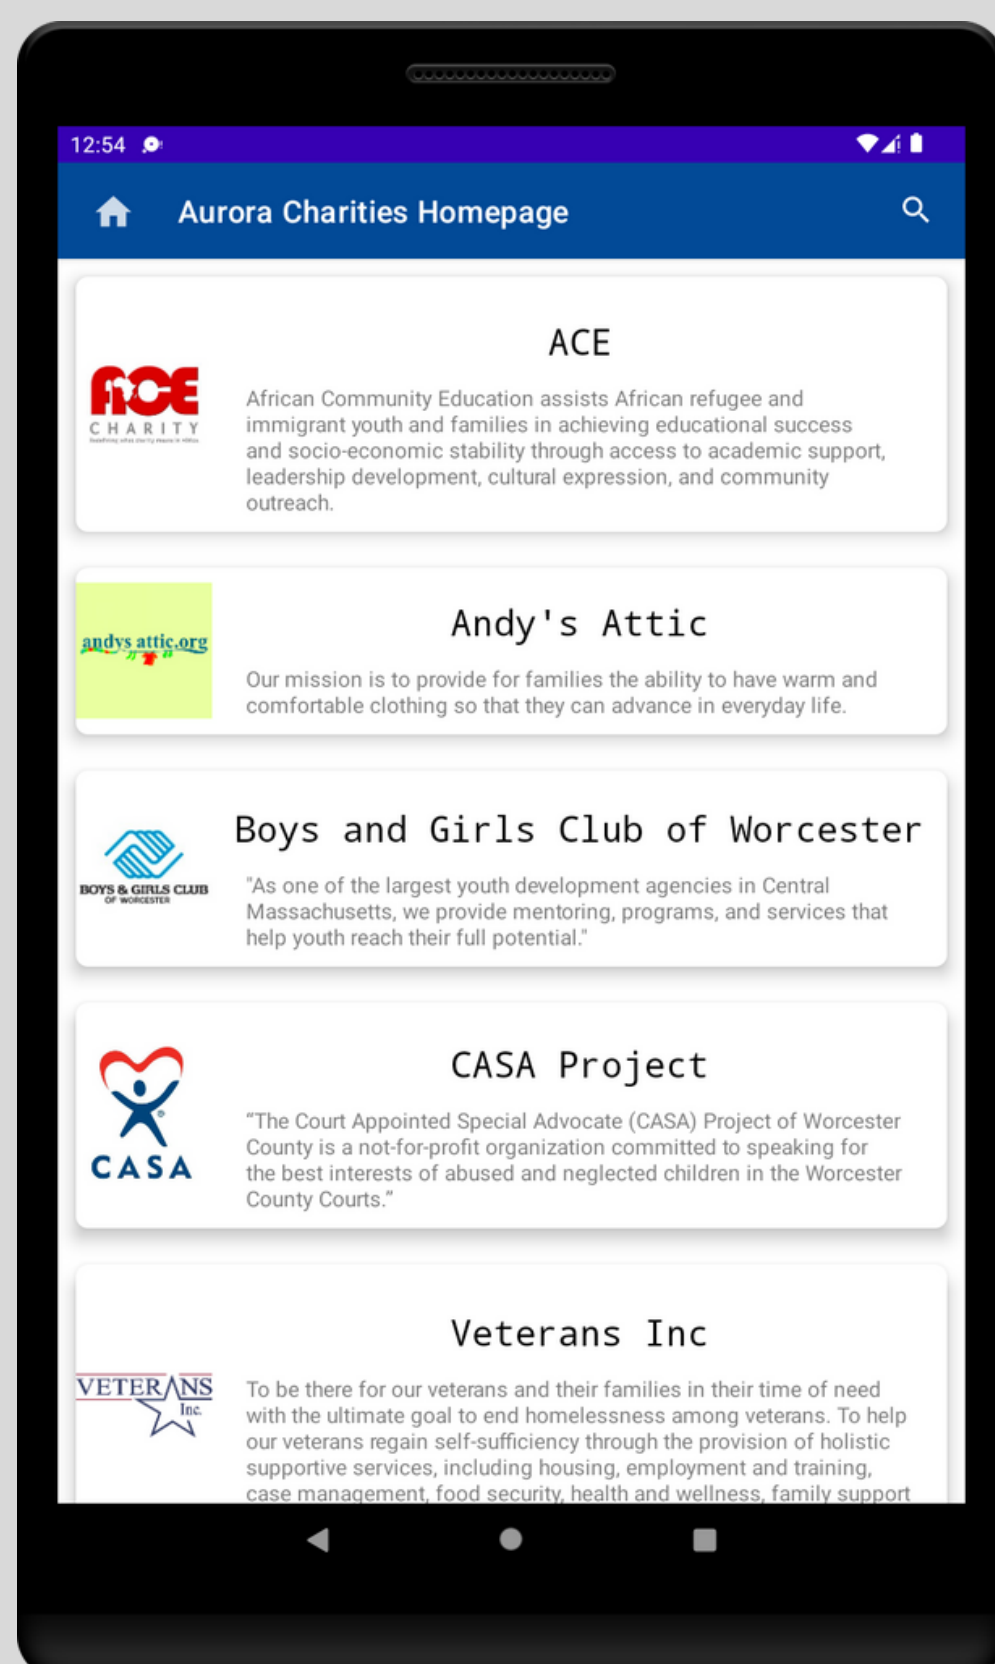 12:54
Aurora Charities Homepage
ACE
CHARITY
ACE
African Community Education assists African refugee and
immigrant youth and families in achieving educational success
and socio-economic stability through access to academic support,
leadership development, cultural expression, and community
outreach.
andys attic.org
Andy's Attic
Our mission is to provide for families the ability to have warm and
comfortable clothing so that they can advance in everyday life.
BOYS & GIRLS CLUB
OF WORCESTER
Boys and Girls Club of Worcester
"As one of the largest youth development agencies in Central
Massachusetts, we provide mentoring, programs, and services that
help youth reach their full potential."
CASA
CASA Project
“The Court Appointed Special Advocate (CASA) Project of Worcester
County is a not-for-profit organization committed to speaking for
the best interests of abused and neglected children in the Worcester
County Courts.”
VETERANS
Inc.
Veterans Inc
To be there for our veterans and their families in their time of need
with the ultimate goal to end homelessness among veterans. To help
our veterans regain self-sufficiency through the provision of holistic
supportive services, including housing, employment and training,
case management, food security, health and wellness, family support